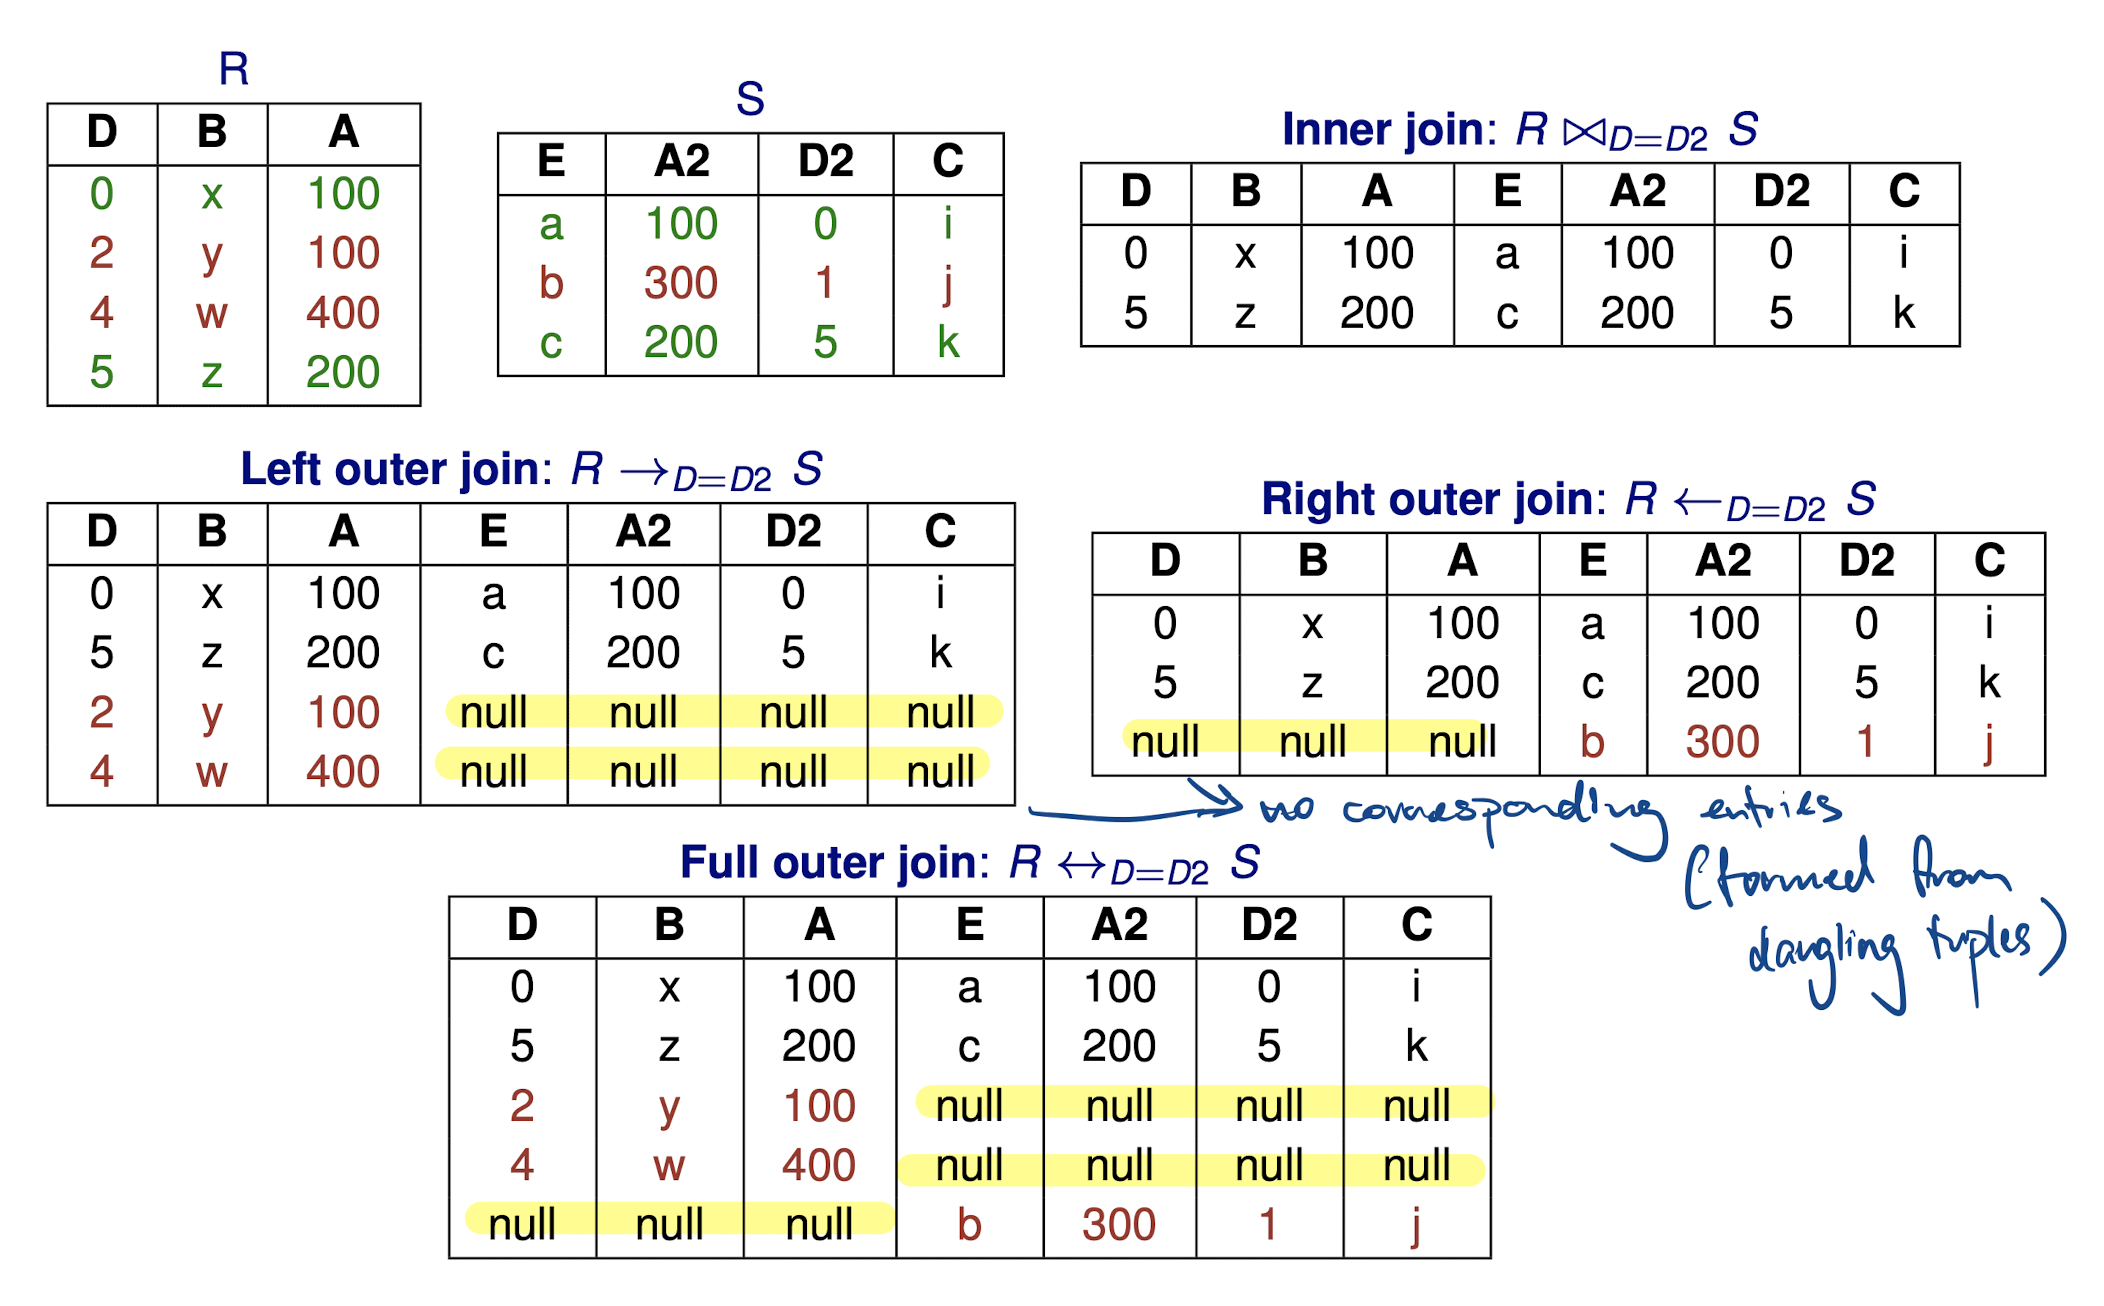 R
D B A
0 x 100
2 y 100
4 w 400
5 z 200
S
E A2 D2 C
a 100 0 i
b 300 1 j
c 200 5 k
Inner join: R ⋈D=D2 S
D B A E A2 D2 C
0 x 100 a 100 0 i
5 z 200 c 200 5 k
Left outer join: R →D=D2 S
D B A E A2 D2 C
0 x 100 a 100 0 i
5 z 200 c 200 5 k
2 y 100 null null null null
4 w 400 null null null null
Right outer join: R ←D=D2 S
D B A E A2 D2 C
0 x 100 a 100 0 i
5 z 200 c 200 5 k
null null null b 300 1 j
no corresponding entries
(formed from
dangling tuples)
Full outer join: R ↔D=D2 S
D B A E A2 D2 C
0 x 100 a 100 0 i
5 z 200 c 200 5 k
2 y 100 null null null null
4 w 400 null null null null
null null null b 300 1 j